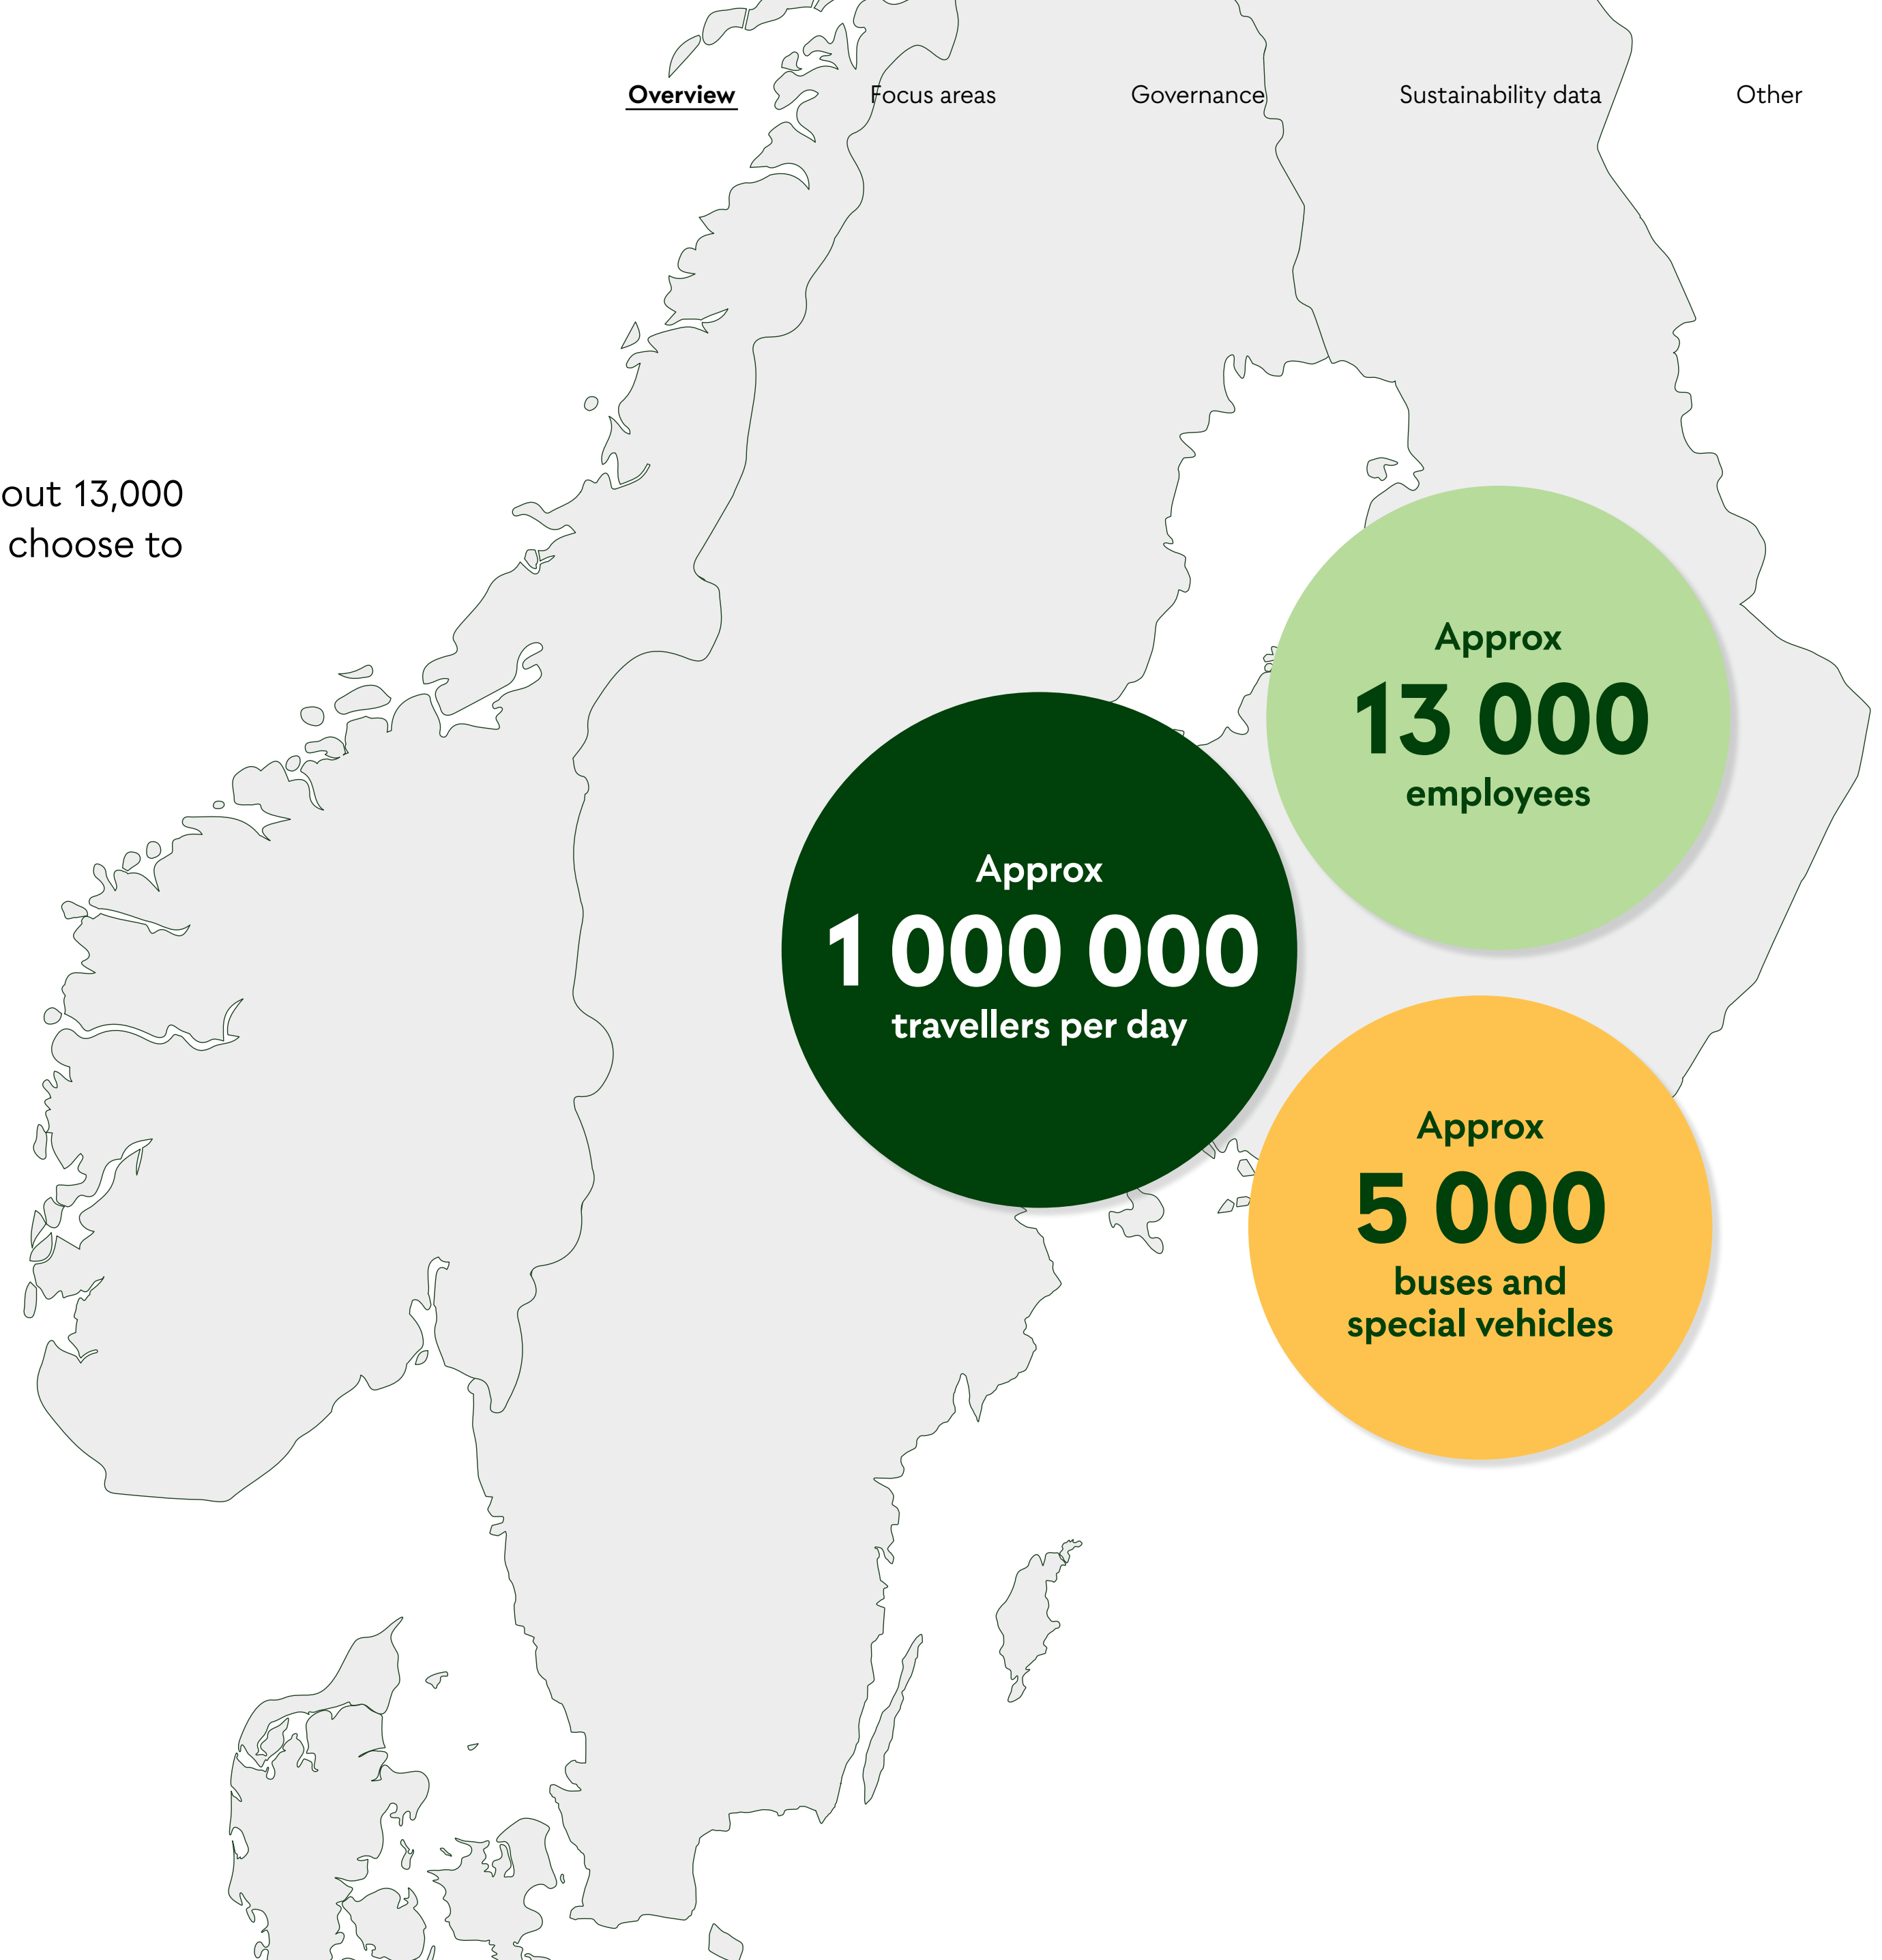 Overview Focus areas Governance Sustainability data Other
out 13,000
choose to
Approx
13 000
employees
Approx
1 000 000
travellers per day
Approx
5 000
buses and
special vehicles